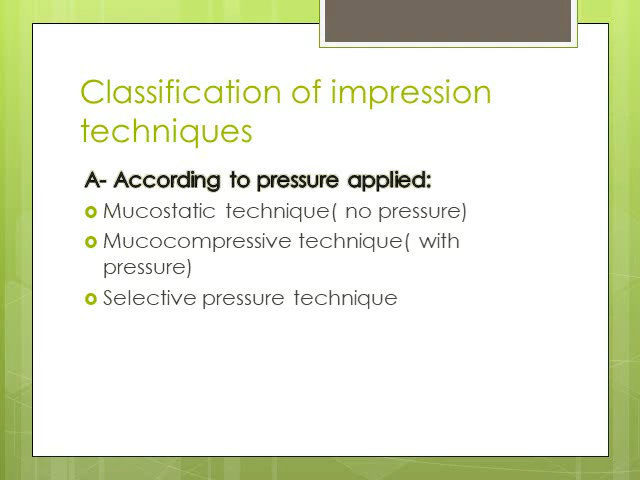 Classification of impression
techniques
A- According to pressure applied:
Mucostatic technique( no pressure)
Mucocompressive technique( with
pressure)
Selective pressure technique